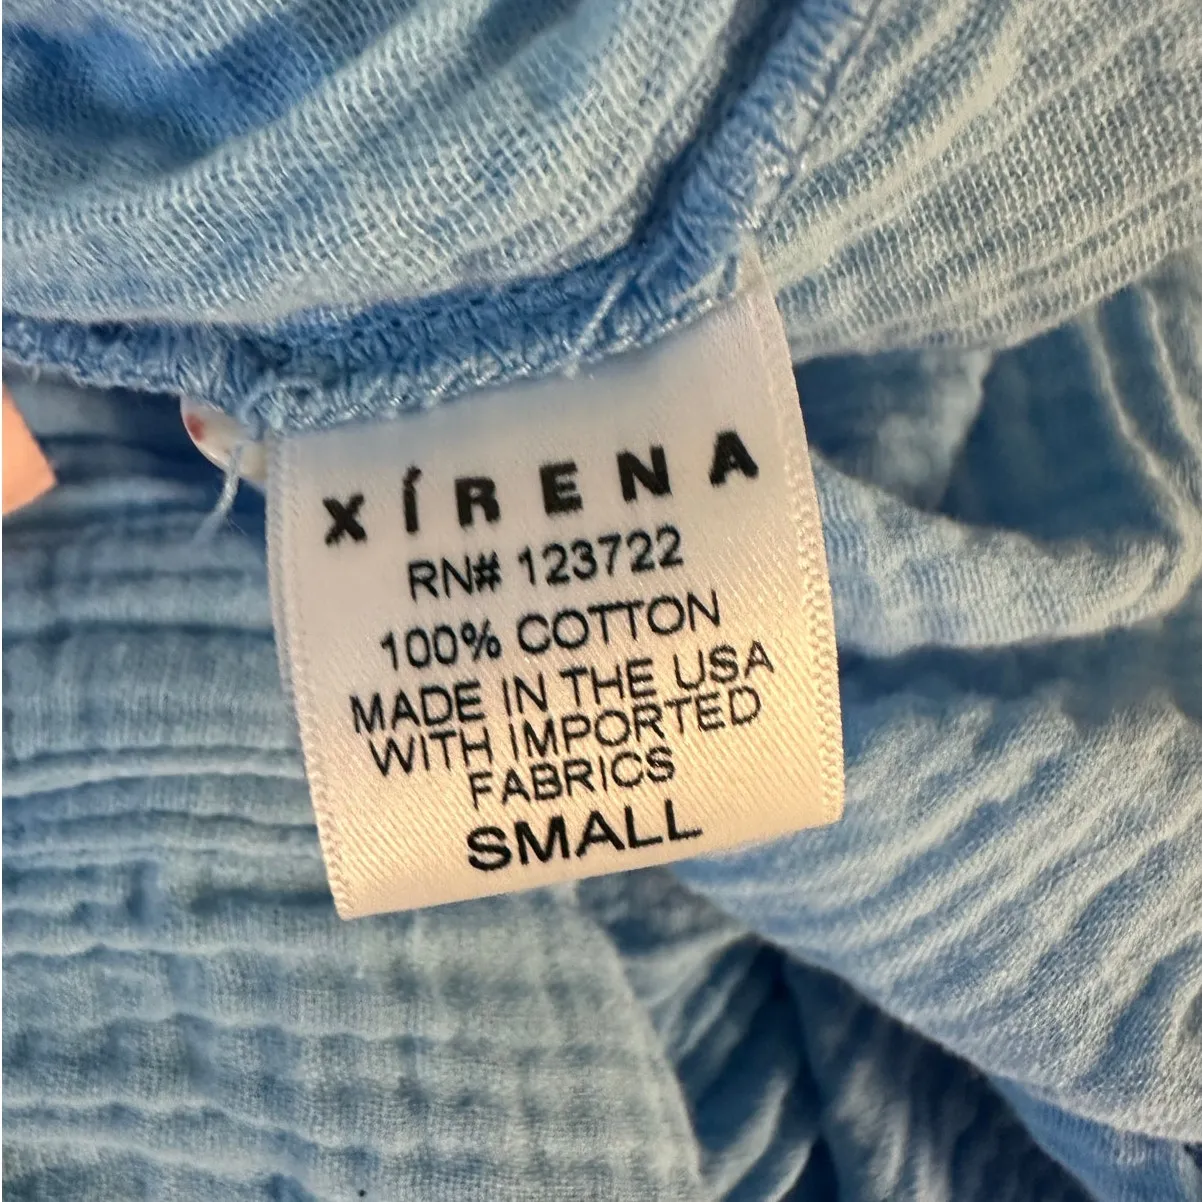 XÍRENA
RN# 123722
100% COTTON
MADE IN THE USA
WITH IMPORTED
FABRICS
SMALL